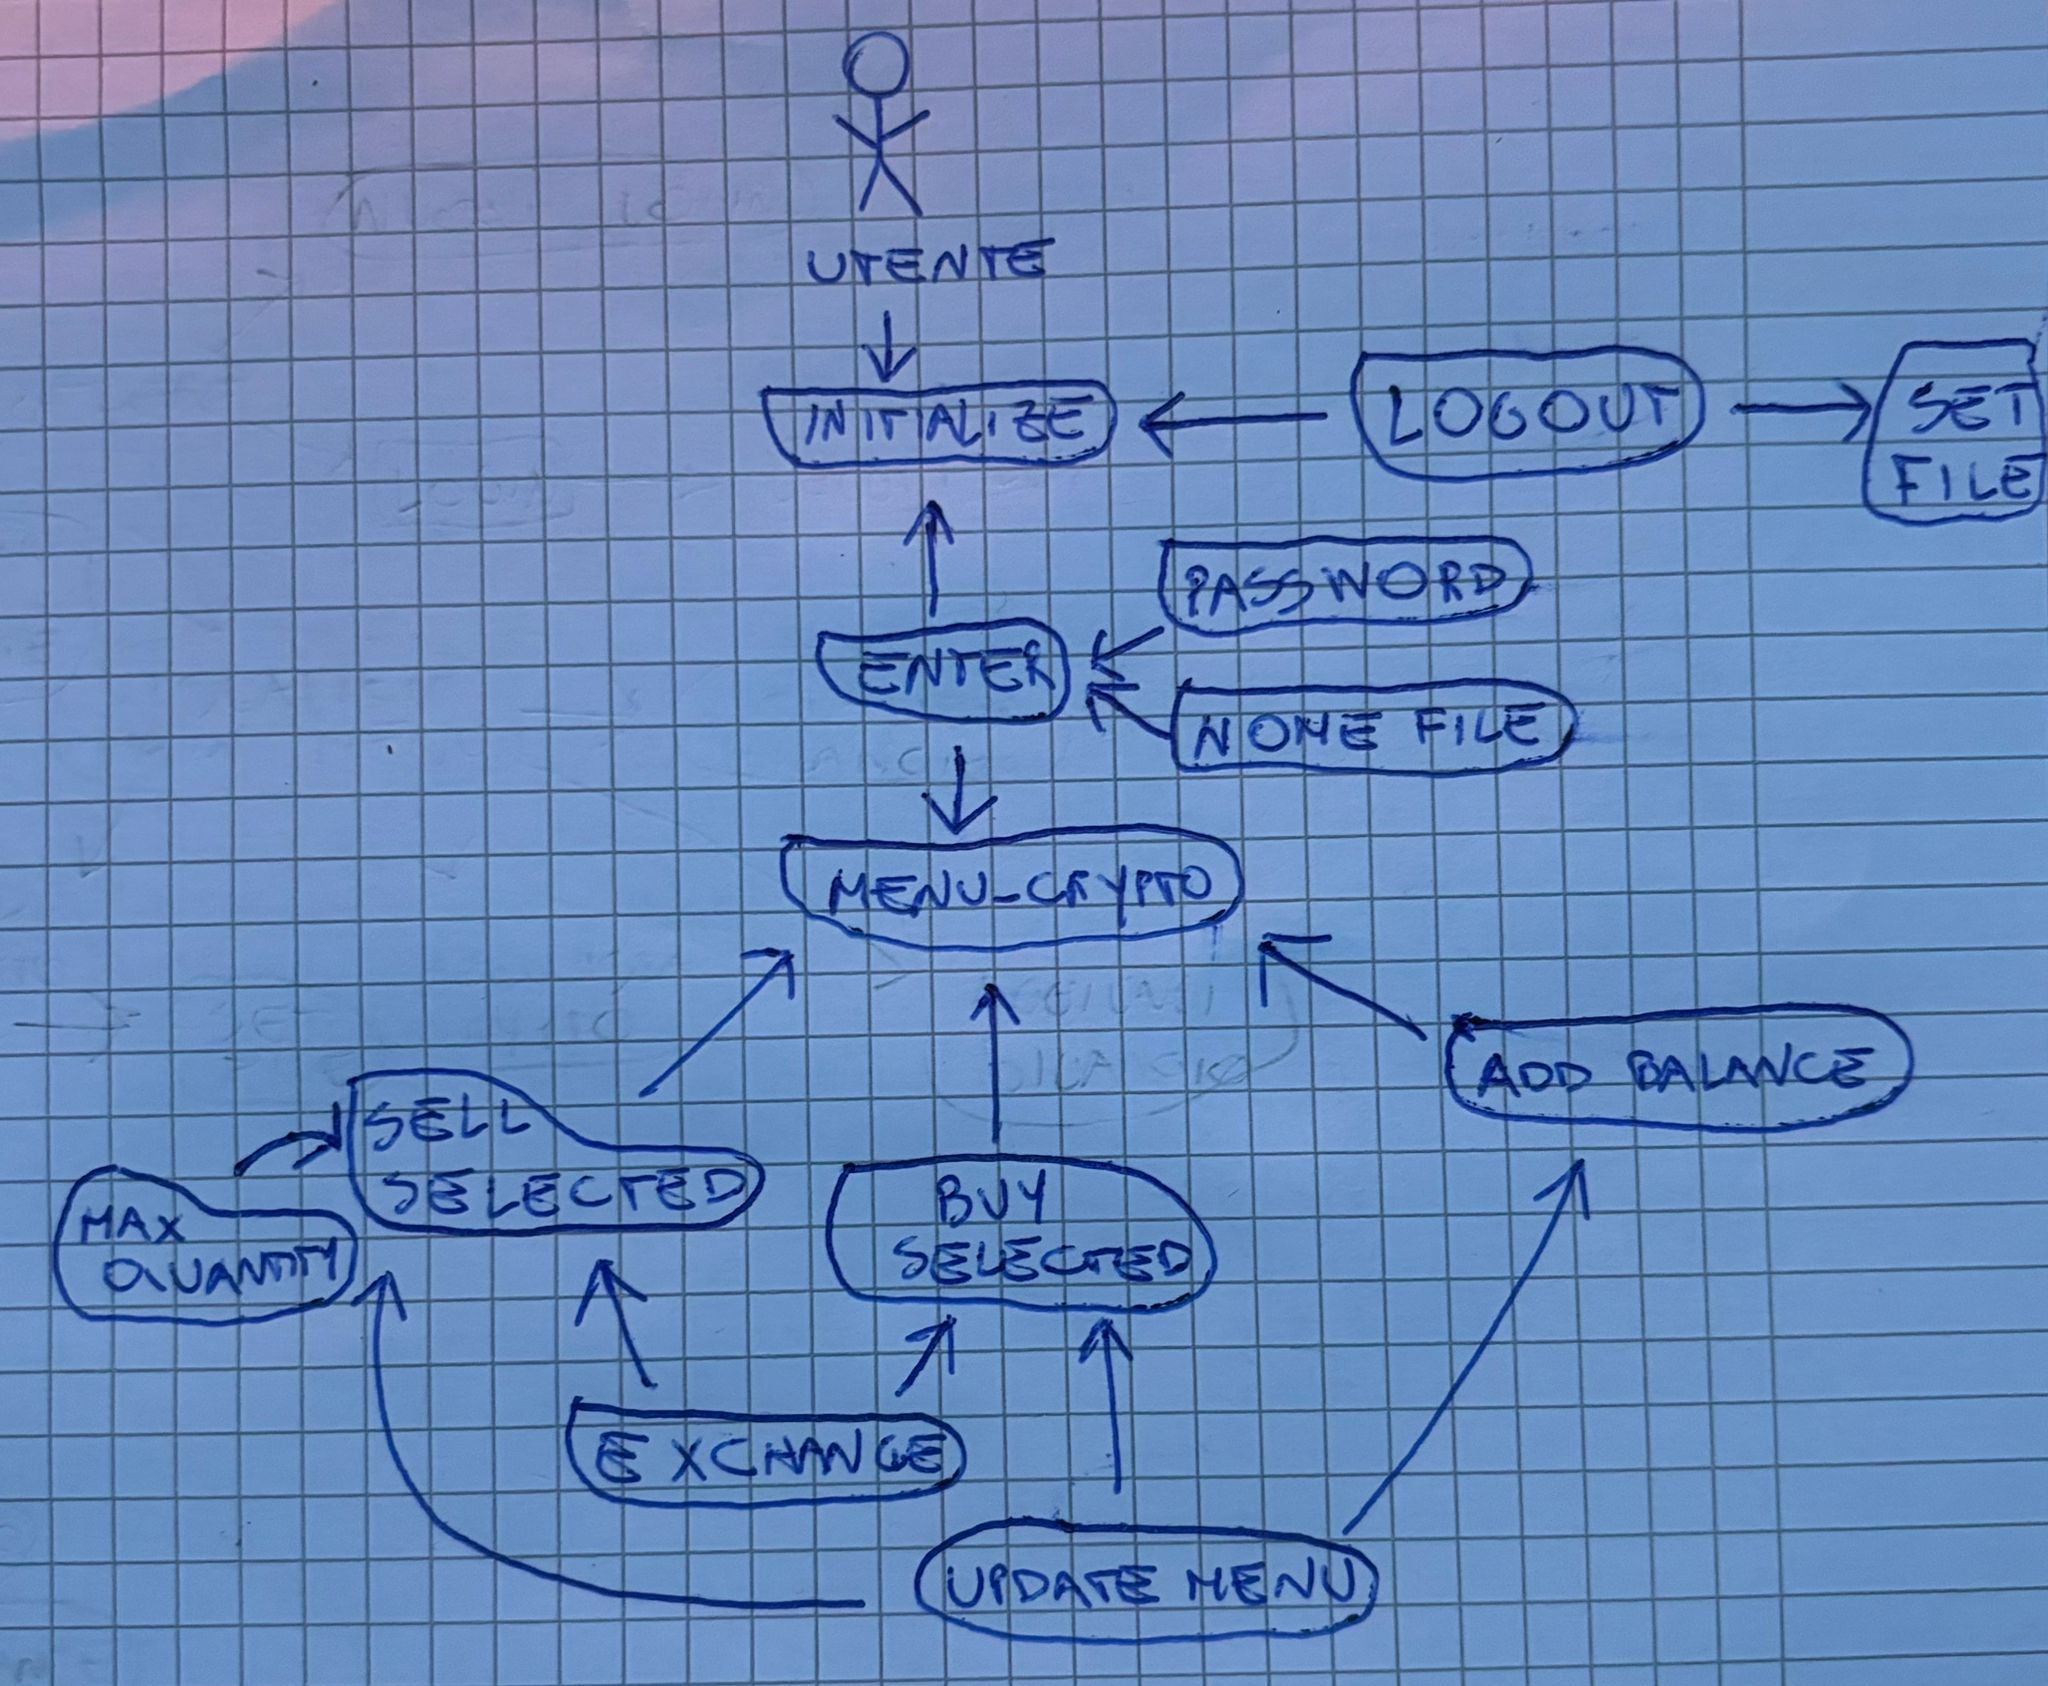 UTENTE
INITIALIZE
LOGOUT
SET
FILE
PASSWORD
ENTER
NOME FILE
MENU_CRYPTO
ADD BALANCE
SELL
SELECTED
MAX
QUANTITY
BUY
SELECTED
EXCHANGE
UPDATE MENU